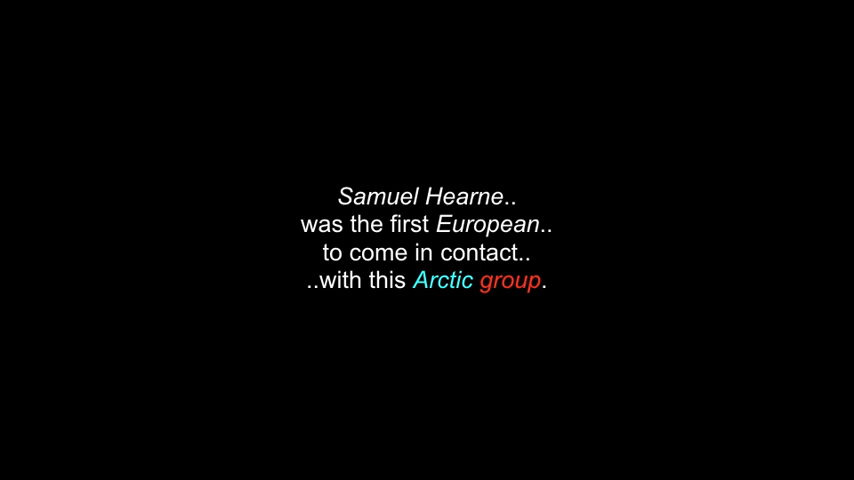 Samuel Hearne..
was the first European..
to come in contact..
..with this Arctic group.